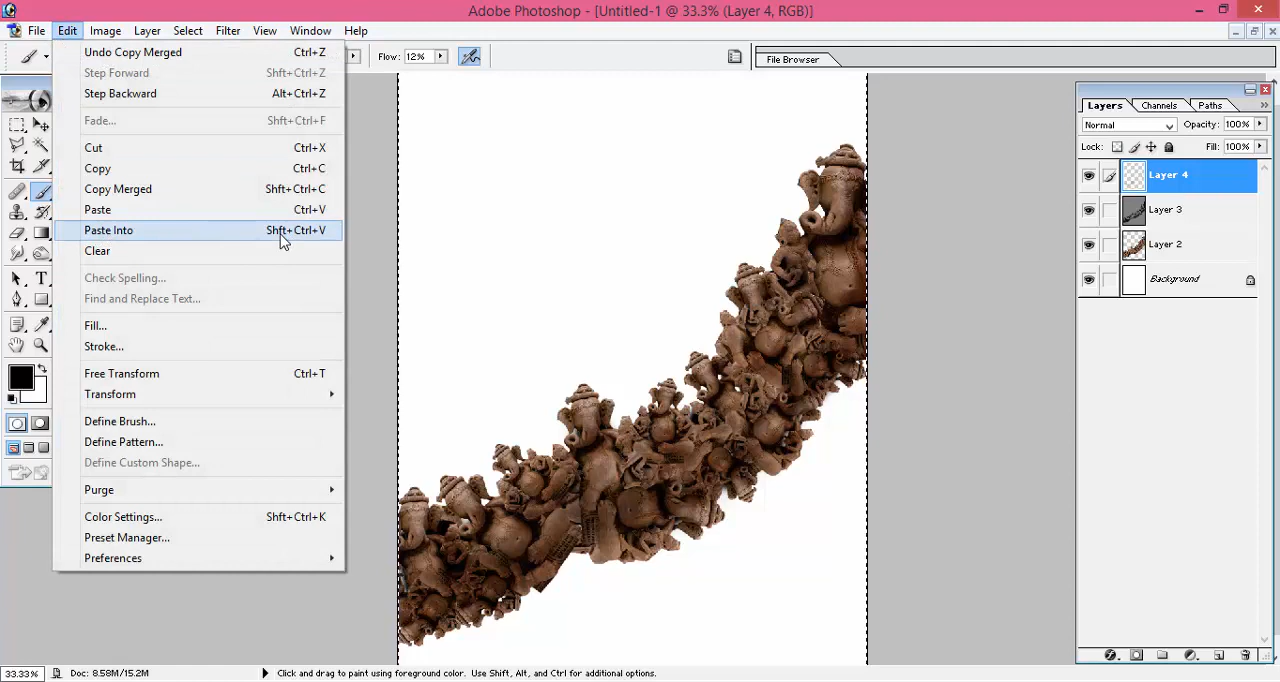 Adobe Photoshop - [Untitled-1 @ 33.3% (Layer 4, RGB)]
File Edit Image Layer Select Filter View Window Help
Flow: 12% File Browser
Undo Copy Merged Ctrl+Z
Step Forward Shft+Ctrl+Z
Step Backward Alt+Ctrl+Z
Fade... Shft+Ctrl+F
Cut Ctrl+X
Copy Ctrl+C
Copy Merged Shft+Ctrl+C
Paste Ctrl+V
Paste Into Shft+Ctrl+V
Clear
Check Spelling...
Find and Replace Text...
Fill...
Stroke...
Free Transform Ctrl+T
Transform
Define Brush...
Define Pattern...
Define Custom Shape...
Purge
Color Settings... Shft+Ctrl+K
Preset Manager...
Preferences
Layers Channels Paths
Normal Opacity: 100%
Lock: Fill: 100%
Layer 4
Layer 3
Layer 2
Background
33.33% Doc: 8.58M/15.2M Click and drag to paint using foreground color. Use Shift, Alt, and Ctrl for additional options.